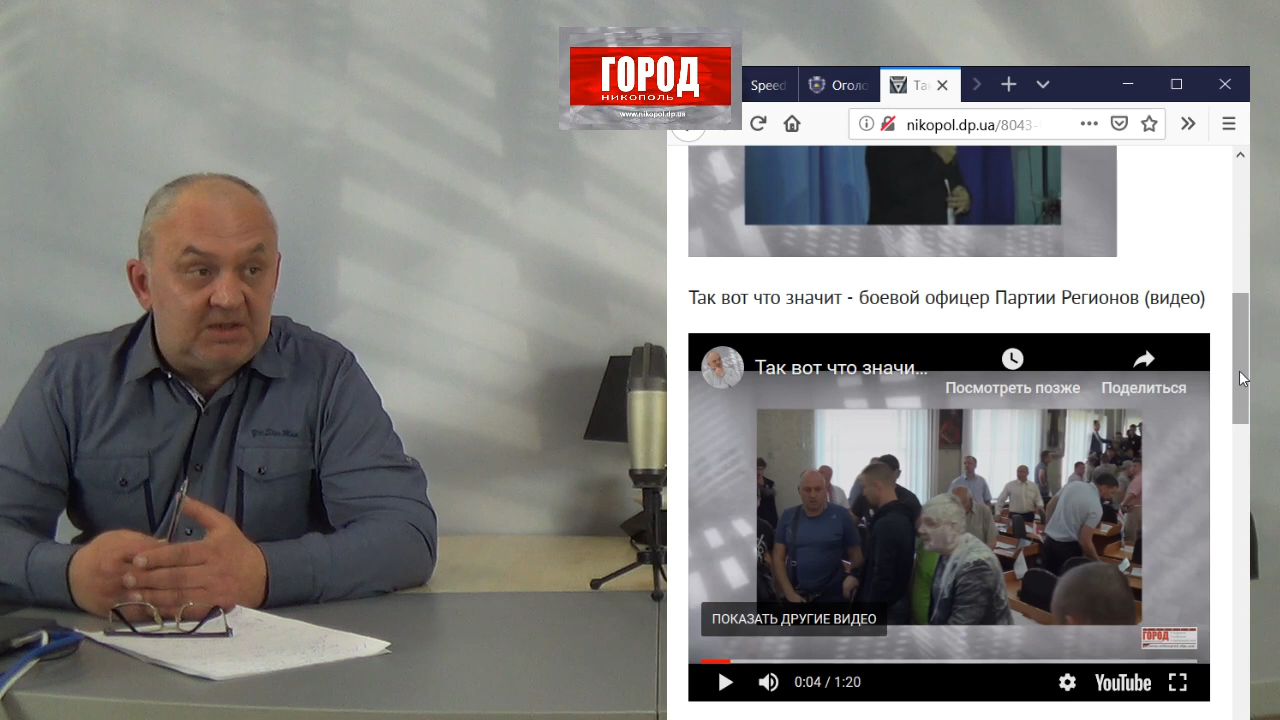 ГОРОД
НИКОПОЛЬ
www.nikopol.dp.ua
Speed
Оголо
Та
nikopol.dp.ua/8043-
Так вот что значит - боевой офицер Партии Регионов (видео)
Так вот что значи...
Посмотреть позже
Поделиться
ПОКАЗАТЬ ДРУГИЕ ВИДЕО
ГОРОД
0:04 / 1:20
YouTube